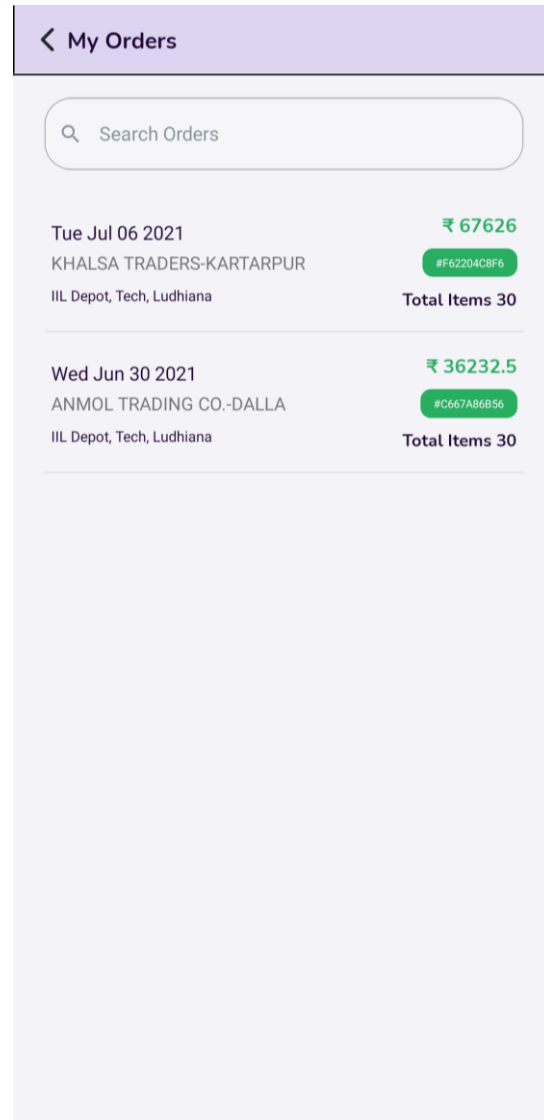 My Orders
Search Orders
Tue Jul 06 2021
₹ 67626
KHALSA TRADERS-KARTARPUR
#F62204C8F6
IIL Depot, Tech, Ludhiana
Total Items 30
Wed Jun 30 2021
₹ 36232.5
ANMOL TRADING CO.-DALLA
#C667A86B56
IIL Depot, Tech, Ludhiana
Total Items 30